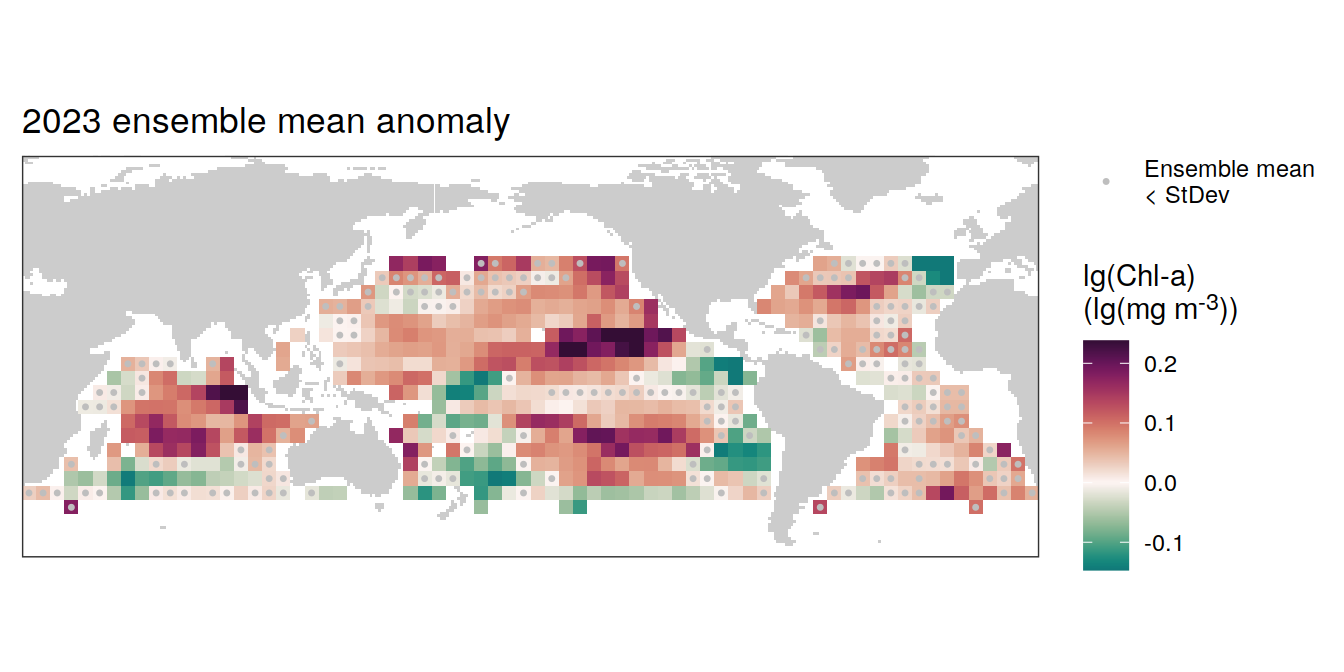 2023 ensemble mean anomaly
Ensemble mean
< StDev
lg(Chl-a)
(lg(mg m⁻³))
0.2
0.1
0.0
-0.1